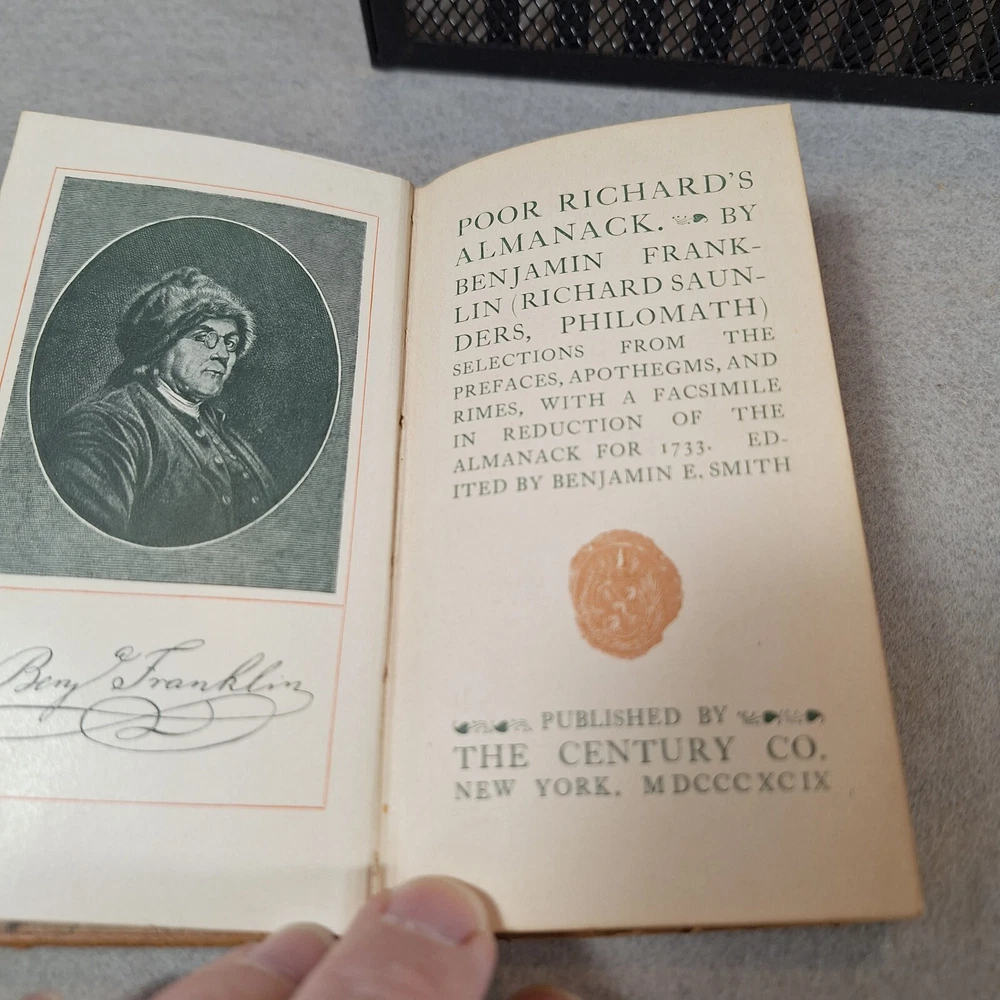 Benj a Franklin
POOR RICHARD'S
ALMANACK. BY
BENJAMIN FRANK-
LIN (RICHARD SAUN-
DERS, PHILOMATH)
SELECTIONS FROM THE
PREFACES, APOTHEGMS, AND
RIMES, WITH A FACSIMILE
IN REDUCTION OF THE
ALMANACK FOR 1733. ED-
ITED BY BENJAMIN E. SMITH
PUBLISHED BY
THE CENTURY CO.
NEW YORK. MDCCCXCIX